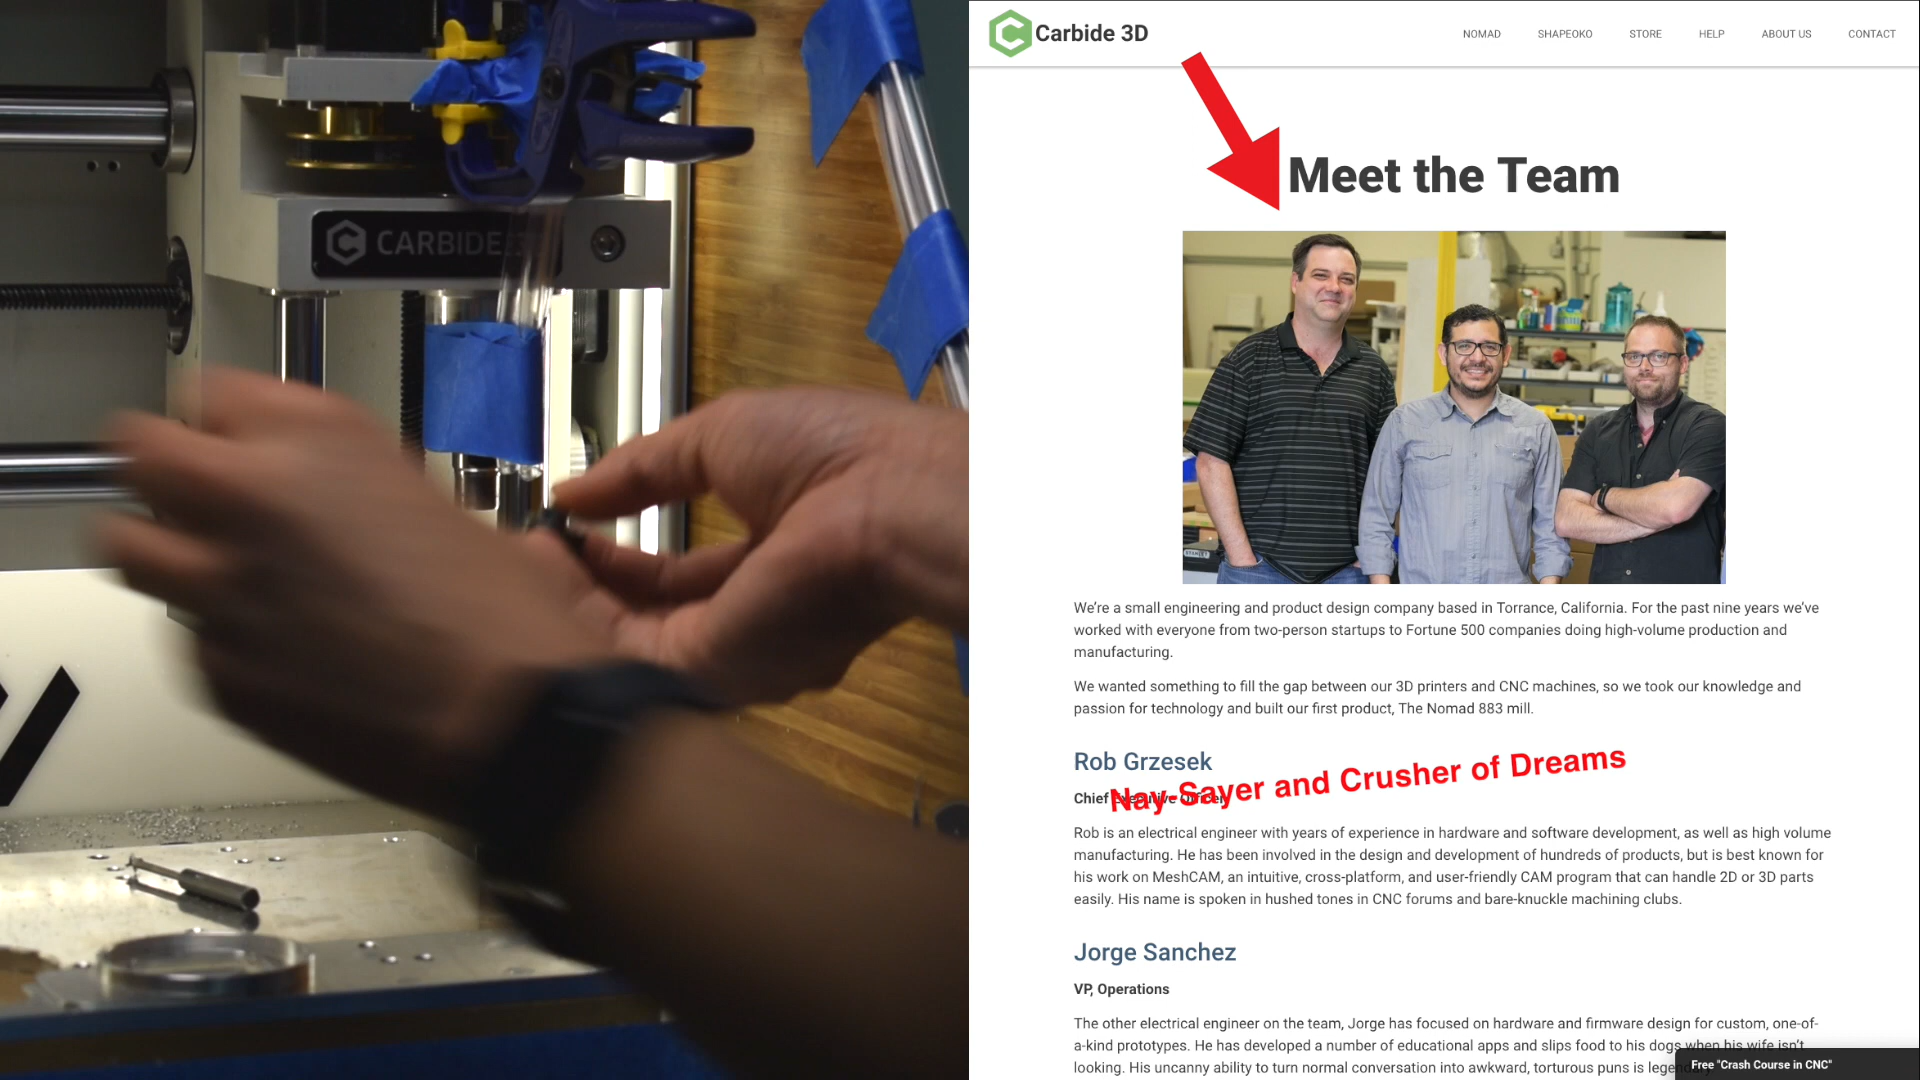 CARBIDE
Carbide 3D
NOMAD
SHAPEOKO
STORE
HELP
ABOUT US
CONTACT
Meet the Team
STANLEY
We're a small engineering and product design company based in Torrance, California. For the past nine years we've
worked with everyone from two-person startups to Fortune 500 companies doing high-volume production and
manufacturing.
We wanted something to fill the gap between our 3D printers and CNC machines, so we took our knowledge and
passion for technology and built our first product, The Nomad 883 mill.
Rob Grzesek
Nay-Sayer and Crusher of Dreams
Chief Executive Officer
Rob is an electrical engineer with years of experience in hardware and software development, as well as high volume
manufacturing. He has been involved in the design and development of hundreds of products, but is best known for
his work on MeshCAM, an intuitive, cross-platform, and user-friendly CAM program that can handle 2D or 3D parts
easily. His name is spoken in hushed tones in CNC forums and bare-knuckle machining clubs.
Jorge Sanchez
VP, Operations
The other electrical engineer on the team, Jorge has focused on hardware and firmware design for custom, one-of-
a-kind prototypes. He has developed a number of educational apps and slips food to his dogs when his wife isn't
looking. His uncanny ability to turn normal conversation into awkward, torturous puns is legendary
Free "Crash Course in CNC"